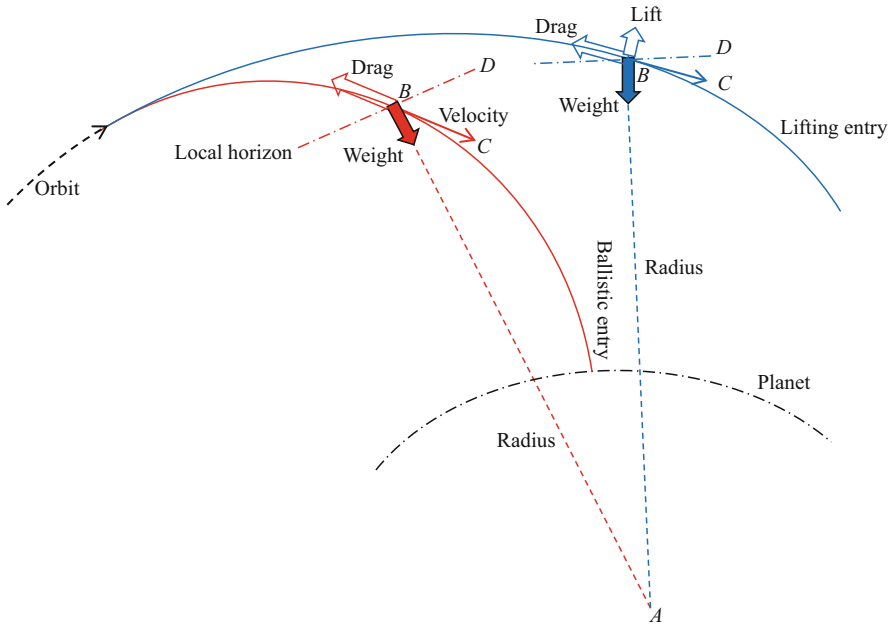 Lift
Drag
D
B
C
Weight
Lifting entry
Drag
D
B
Velocity
C
Local horizon
Weight
Orbit
Ballistic entry
Radius
Planet
Radius
A